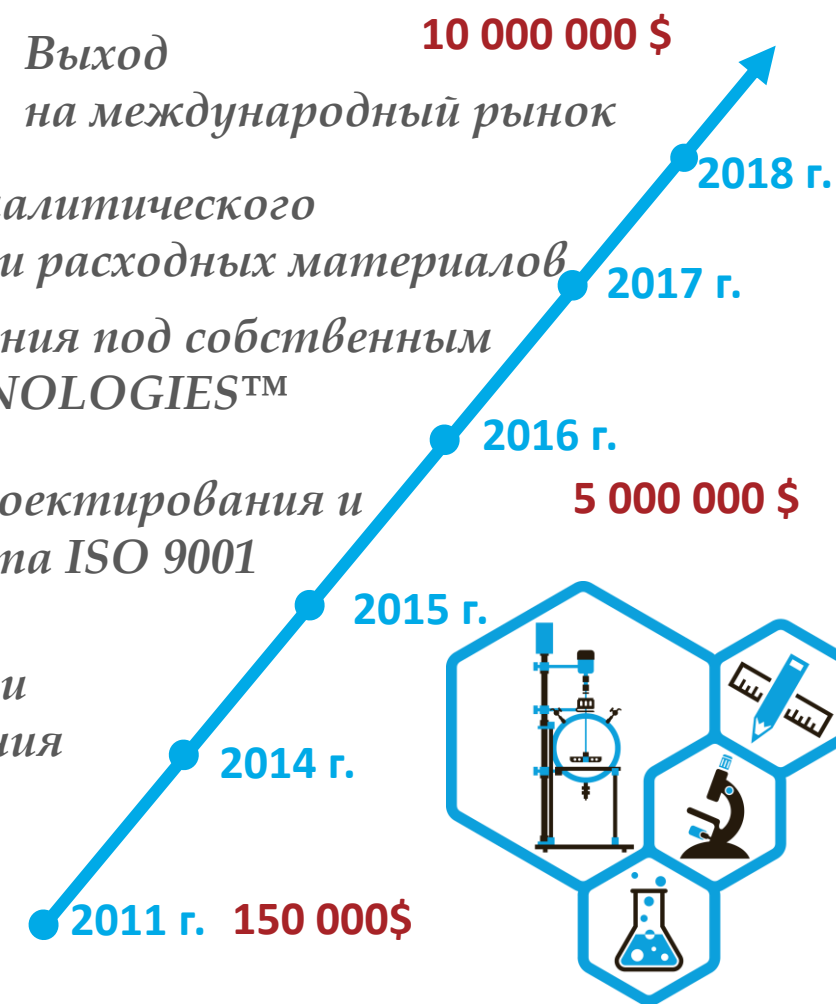 10 000 000 $
Выход
на международный рынок
2018 г.
алитического
и расходных материалов
2017 г.
ния под собственным
NOLOGIES™
2016 г.
оектирования и
5 000 000 $
та ISO 9001
2015 г.
и
ния
2014 г.
2011 г. 150 000$